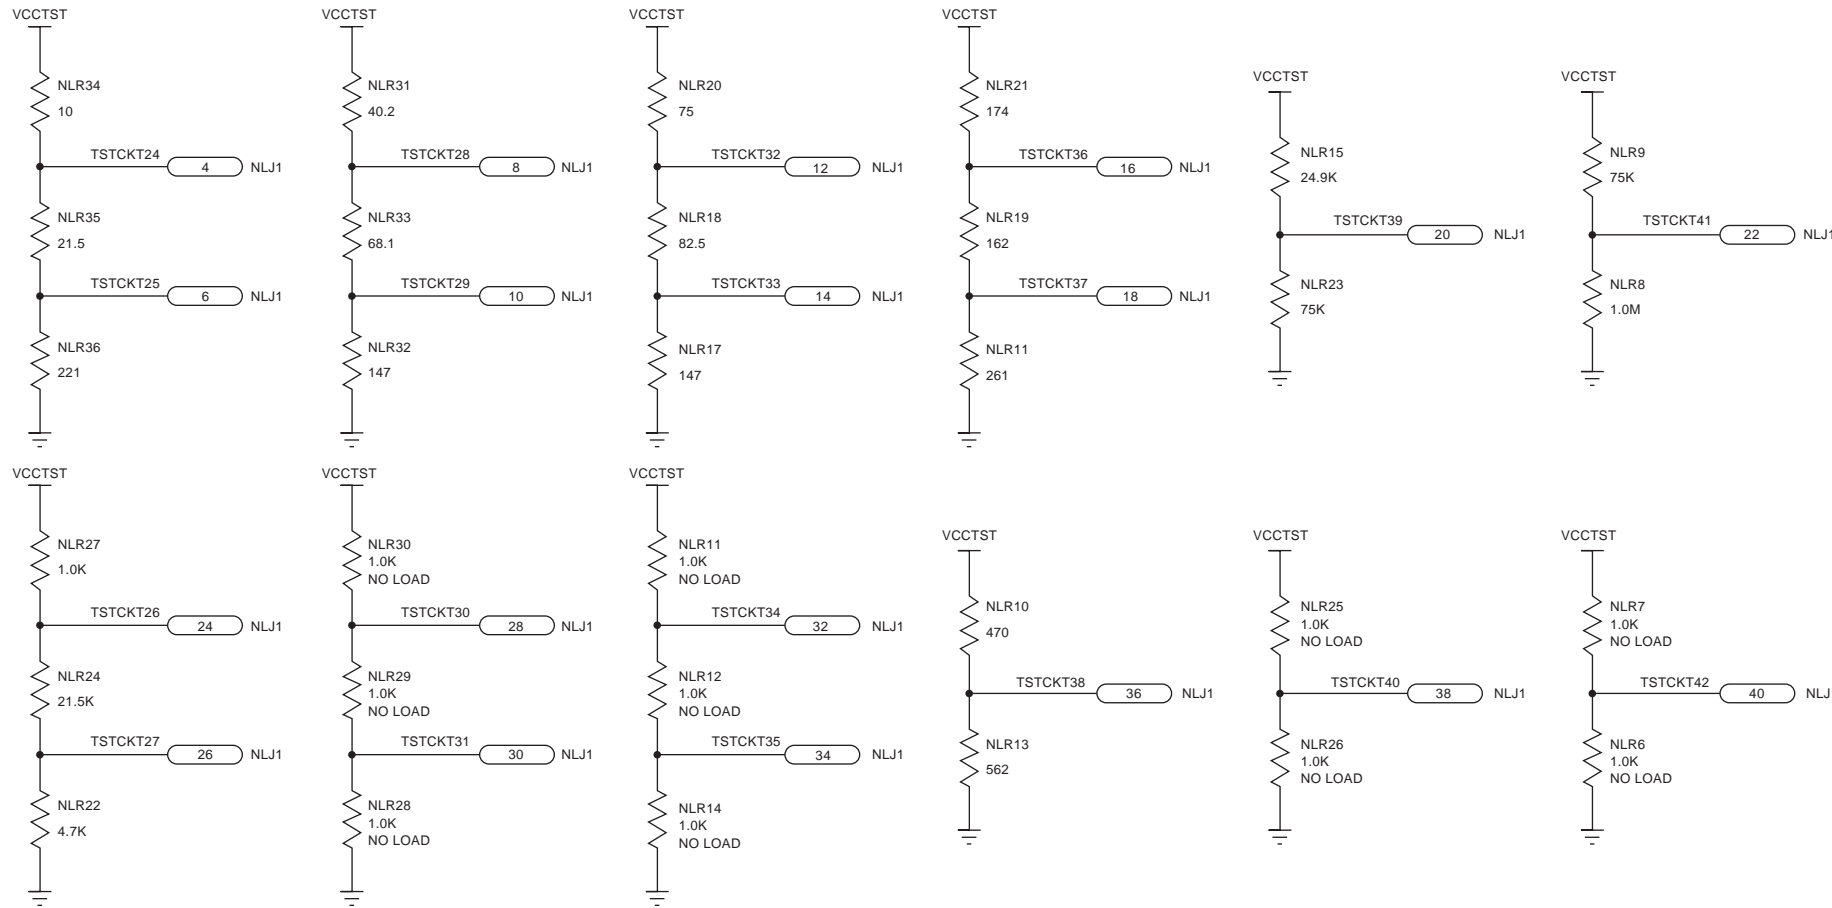 VCCTST
NLR34
10
TSTCKT24
4
NLJ1
NLR35
21.5
TSTCKT25
6
NLJ1
NLR36
221
VCCTST
NLR31
40.2
TSTCKT28
8
NLJ1
NLR33
68.1
TSTCKT29
10
NLJ1
NLR32
147
VCCTST
NLR20
75
TSTCKT32
12
NLJ1
NLR18
82.5
TSTCKT33
14
NLJ1
NLR17
147
VCCTST
NLR21
174
TSTCKT36
16
NLJ1
NLR19
162
TSTCKT37
18
NLJ1
NLR11
261
VCCTST
NLR15
24.9K
TSTCKT39
20
NLJ1
NLR23
75K
VCCTST
NLR9
75K
TSTCKT41
22
NLJ1
NLR8
1.0M
VCCTST
NLR27
1.0K
TSTCKT26
24
NLJ1
NLR24
21.5K
TSTCKT27
26
NLJ1
NLR22
4.7K
VCCTST
NLR30
1.0K
NO LOAD
TSTCKT30
28
NLJ1
NLR29
1.0K
NO LOAD
TSTCKT31
30
NLJ1
NLR28
1.0K
NO LOAD
VCCTST
NLR11
1.0K
NO LOAD
TSTCKT34
32
NLJ1
NLR12
1.0K
NO LOAD
TSTCKT35
34
NLJ1
NLR14
1.0K
NO LOAD
VCCTST
NLR10
470
TSTCKT38
36
NLJ1
NLR13
562
VCCTST
NLR25
1.0K
NO LOAD
TSTCKT40
38
NLJ1
NLR26
1.0K
NO LOAD
VCCTST
NLR7
1.0K
NO LOAD
TSTCKT42
40
NLJ
NLR6
1.0K
NO LOAD